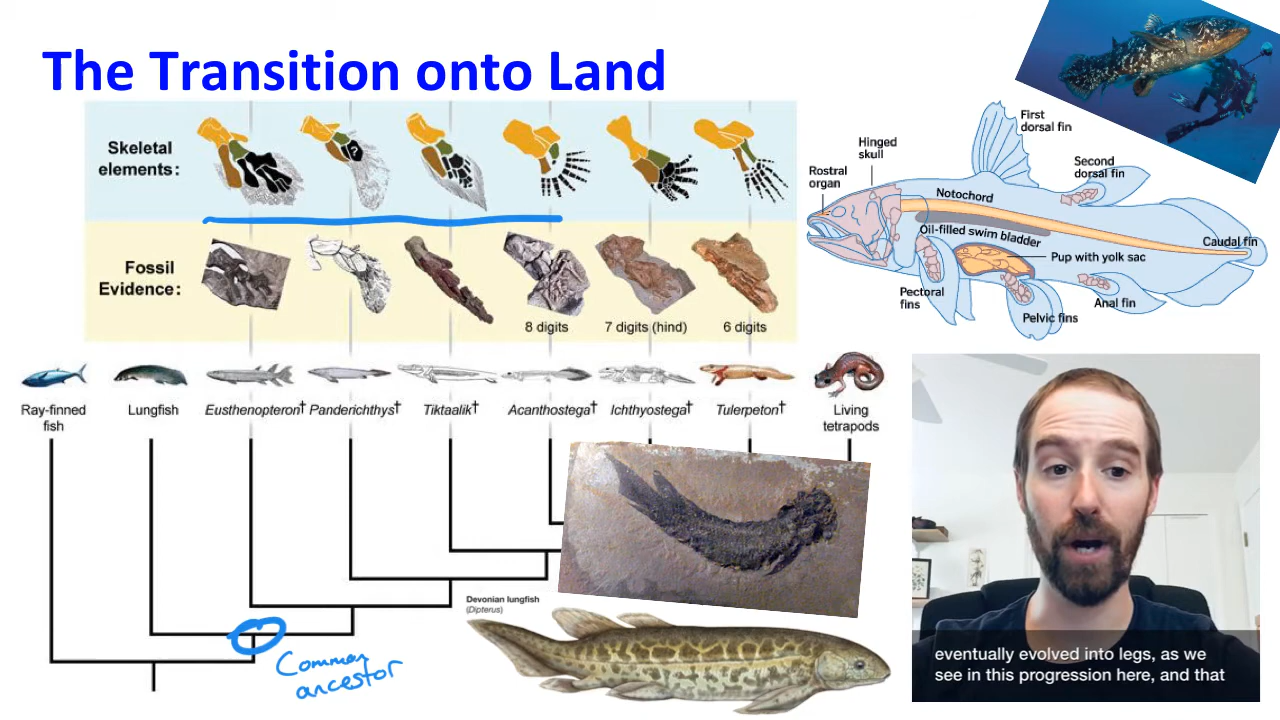 The Transition onto Land
Skeletal
elements:
?
Fossil
Evidence:
8 digits
7 digits (hind)
6 digits
Ray-finned
fish
Lungfish
Eusthenopteron†
Panderichthys†
Tiktaalik†
Acanthostega†
Ichthyostega†
Tulerpeton†
Living
tetrapods
Common
ancestor
Devonian lungfish
(Dipterus)
First
dorsal fin
Hinged
skull
Second
dorsal fin
Rostral
organ
Notochord
Oil-filled swim bladder
Caudal fin
Pup with yolk sac
Pectoral
fins
Anal fin
Pelvic fins
eventually evolved into legs, as we
see in this progression here, and that